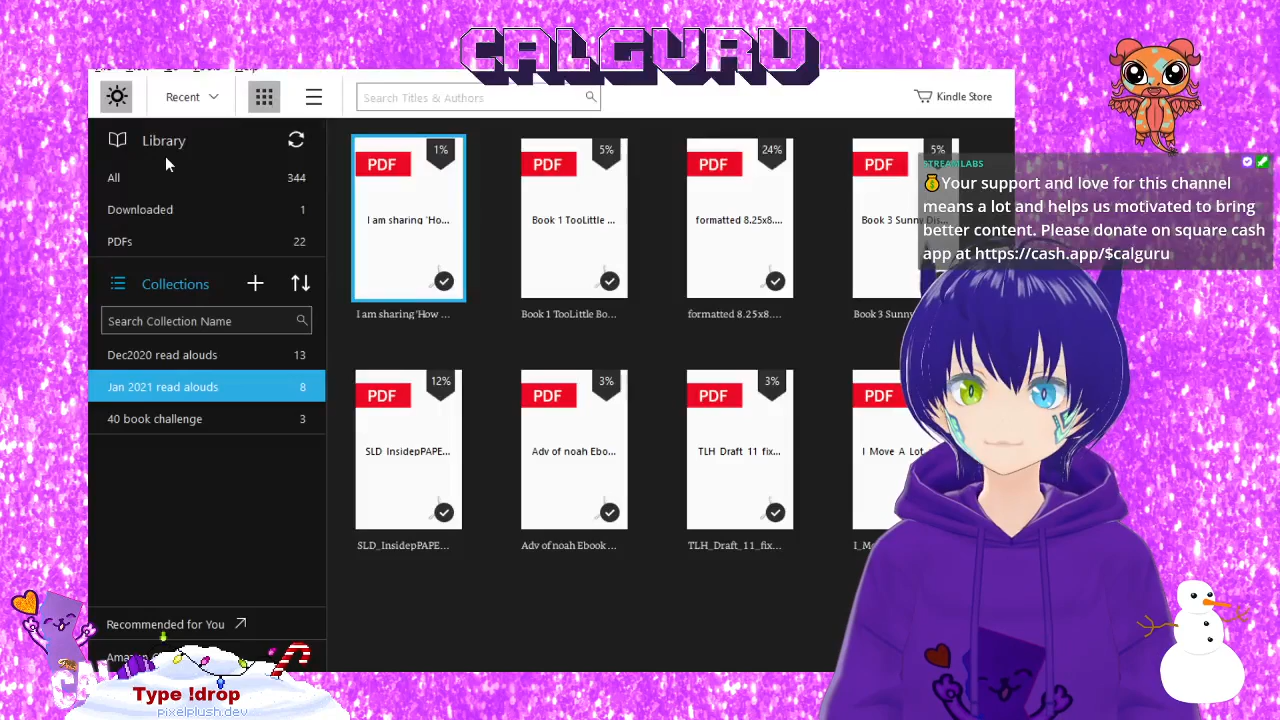 CALGURU
Recent
Search Titles & Authors
Kindle Store
Library
All 344
Downloaded 1
PDFs 22
Collections
Search Collection Name
Dec2020 read alouds 13
Jan 2021 read alouds 8
40 book challenge 3
Recommended for You
PDF 1%
I am sharing 'Ho...
I am sharing 'How ...
PDF 5%
Book 1 TooLittle ...
Book 1 TooLittle Bo...
PDF 24%
formatted 8.25x8....
formatted 8.25x8....
PDF 5%
Book 3 Sunny Dis...
Book 3 Sunny
PDF 12%
SLD InsidepPAPE...
SLD_InsidepPAPE...
PDF 3%
Adv of noah Ebo...
Adv of noah Ebook ...
PDF 3%
TLH Draft 11 fix...
TLH_Draft_11_fix...
PDF
I Move A Lot
STREAMLABS
💰Your support and love for this channel
means a lot and helps us motivated to bring
better content. Please donate on square cash
app at https://cash.app/$calguru
Type !drop
pixelplush.dev